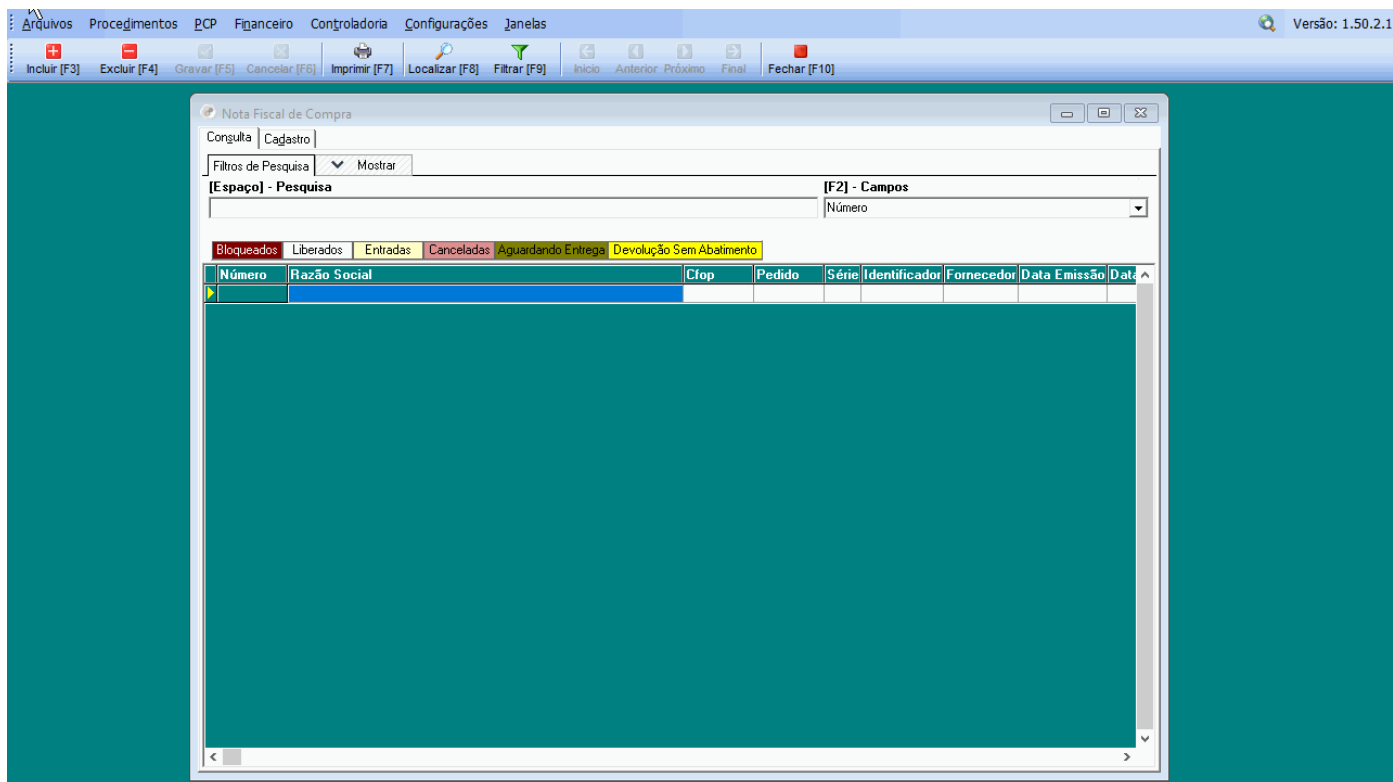 Arquivos Procedimentos PCP Financeiro Controladoria Configurações Janelas Versão: 1.50.2.1
Incluir [F3] Excluir [F4] Gravar [F5] Cancelar [F6] Imprimir [F7] Localizar [F8] Filtrar [F9] Inicio Anterior Próximo Final Fechar [F10]
Nota Fiscal de Compra
Consulta Cadastro
Filtros de Pesquisa Mostrar
[Espaço] - Pesquisa [F2] - Campos
Número
Bloqueados Liberados Entradas Canceladas Aguardando Entrega Devolução Sem Abatimento
Número Razão Social Cfop Pedido Série Identificador Fornecedor Data Emissão Data